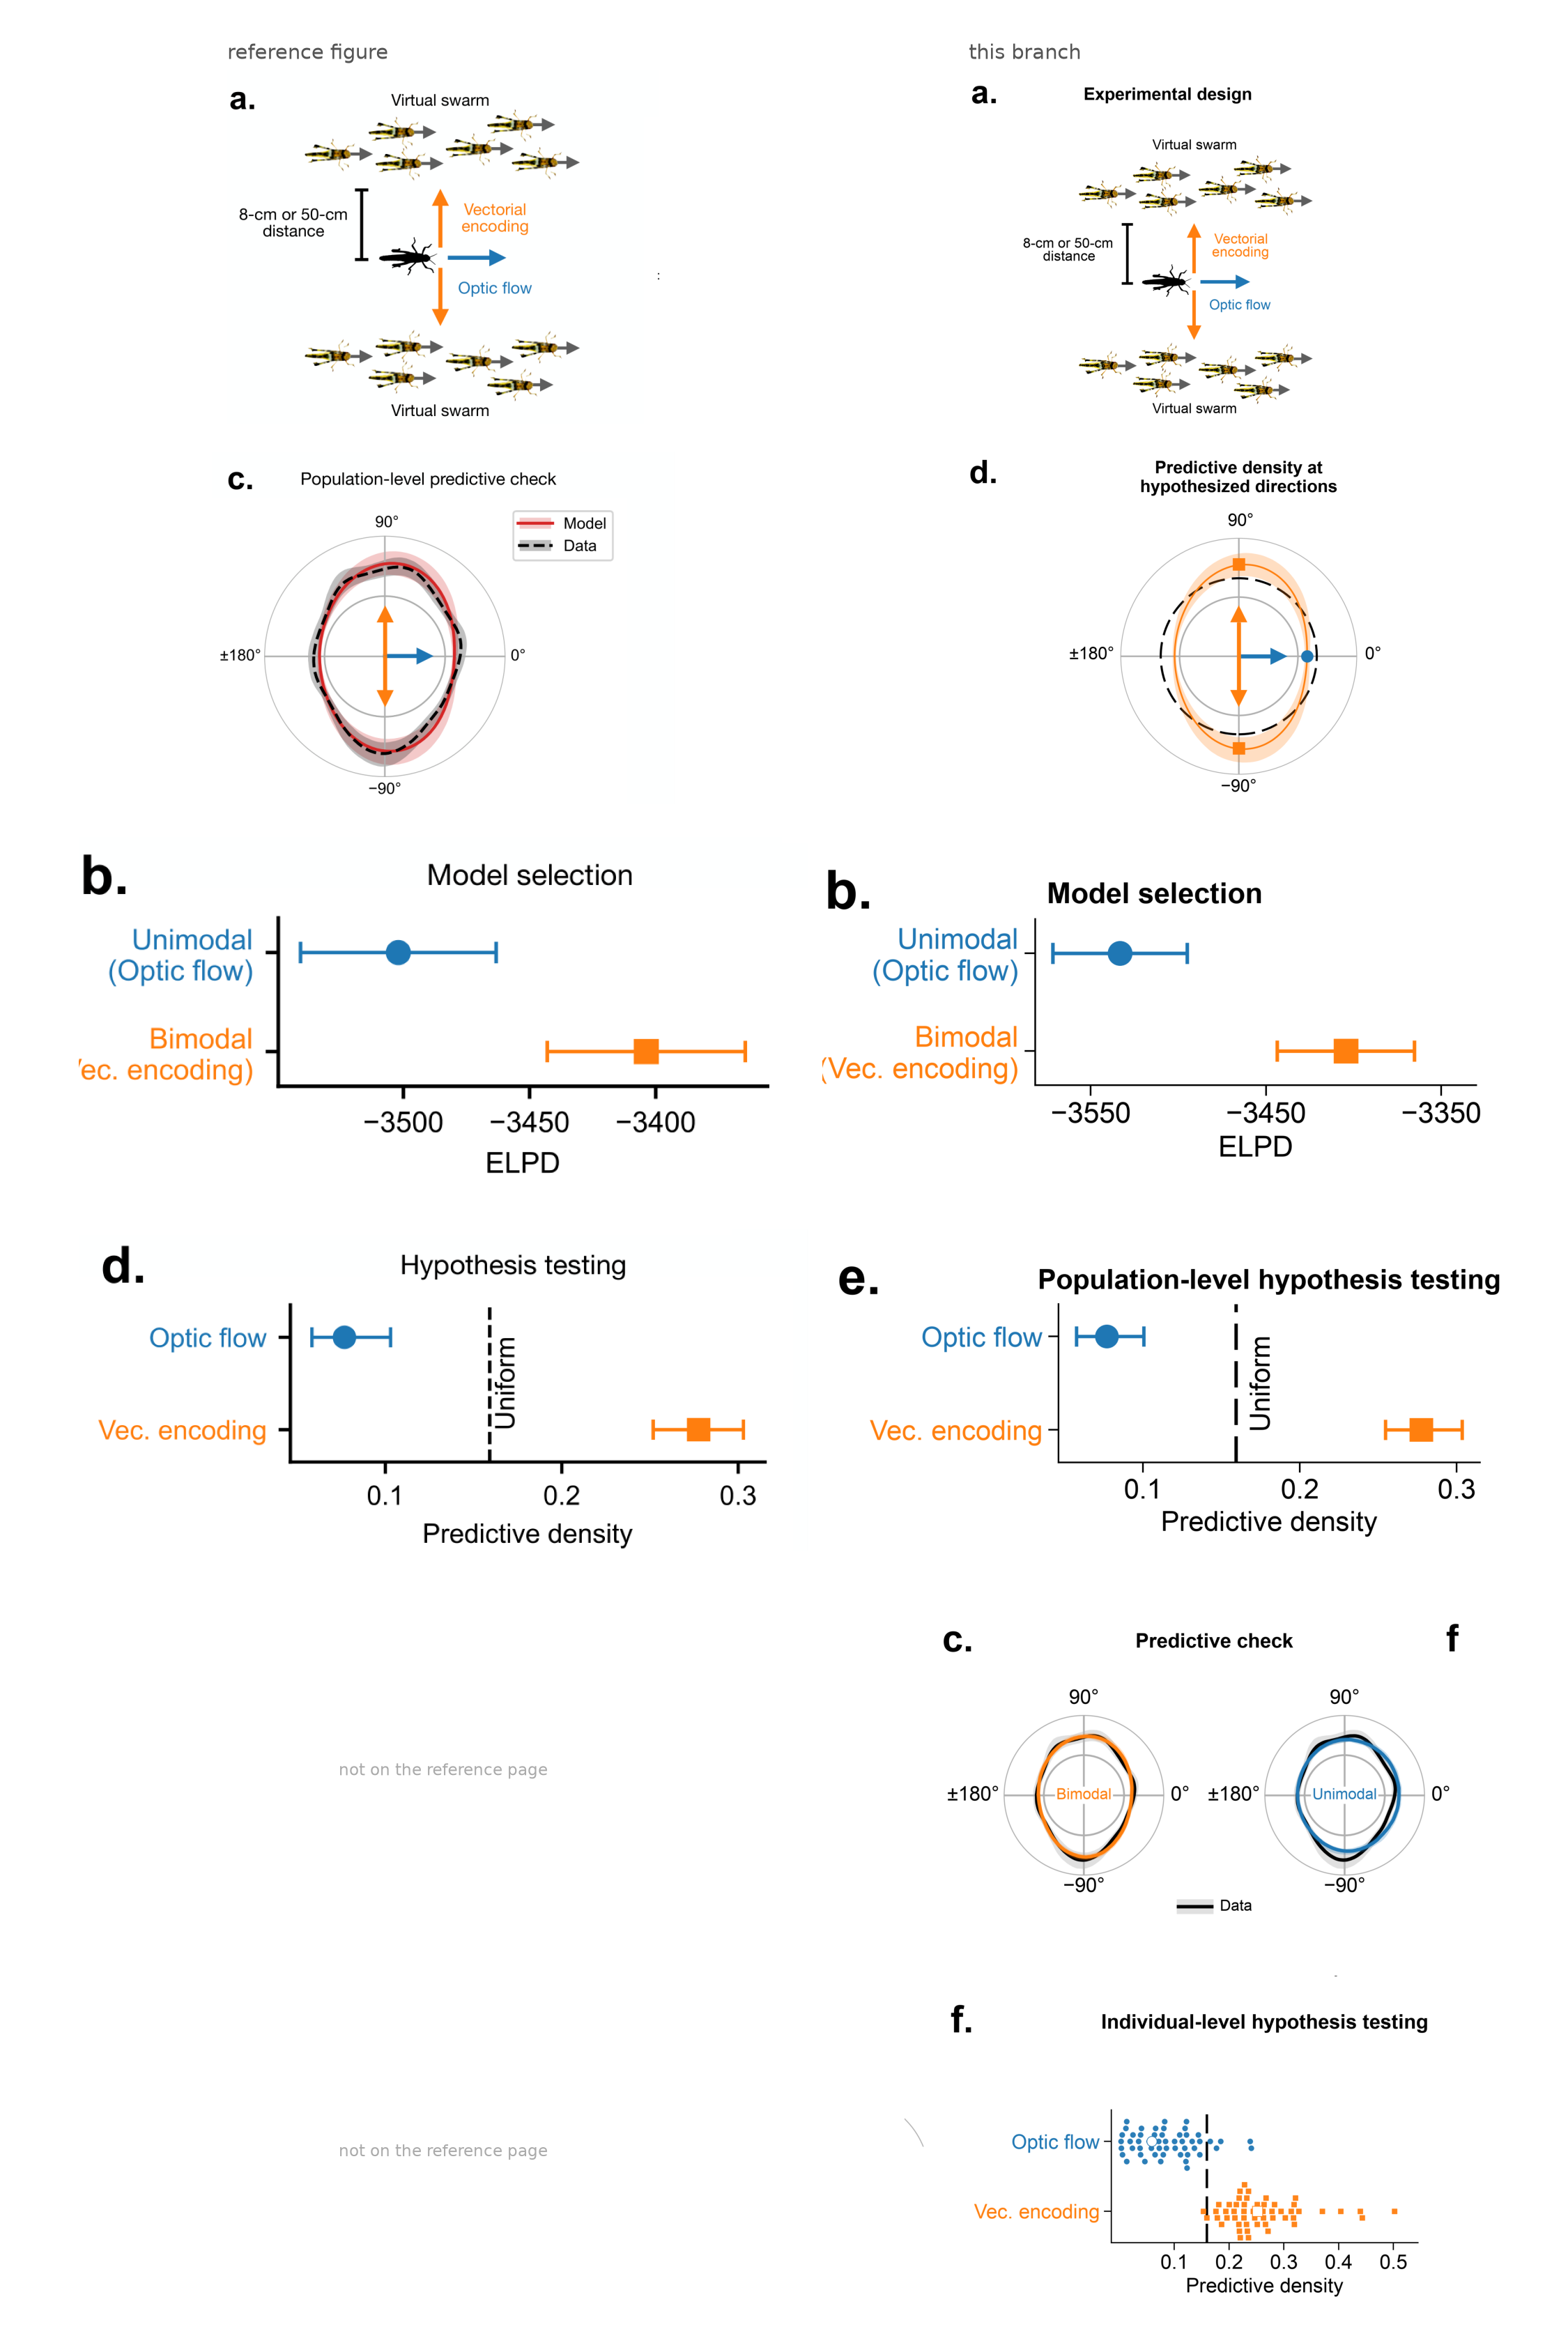 reference figure
this branch
a.
Virtual swarm
8-cm or 50-cm
distance
Vectorial
encoding
Optic flow
Virtual swarm
a.
Experimental design
Virtual swarm
8-cm or 50-cm
distance
Vectorial
encoding
Optic flow
Virtual swarm
c.
Population-level predictive check
Model
Data
90°
±180°
0°
−90°
d.
Predictive density at
hypothesized directions
90°
±180°
0°
−90°
b.
Model selection
Unimodal
(Optic flow)
Bimodal
ec. encoding)
−3500
−3450
−3400
ELPD
b.
Model selection
Unimodal
(Optic flow)
Bimodal
(Vec. encoding)
−3550
−3450
−3350
ELPD
d.
Hypothesis testing
Optic flow
Vec. encoding
Uniform
0.1
0.2
0.3
Predictive density
e.
Population-level hypothesis testing
Optic flow
Vec. encoding
Uniform
0.1
0.2
0.3
Predictive density
not on the reference page
c.
Predictive check
f
90°
±180°
Bimodal
0°
−90°
90°
±180°
Unimodal
0°
−90°
Data
not on the reference page
f.
Individual-level hypothesis testing
Optic flow
Vec. encoding
0.1
0.2
0.3
0.4
0.5
Predictive density